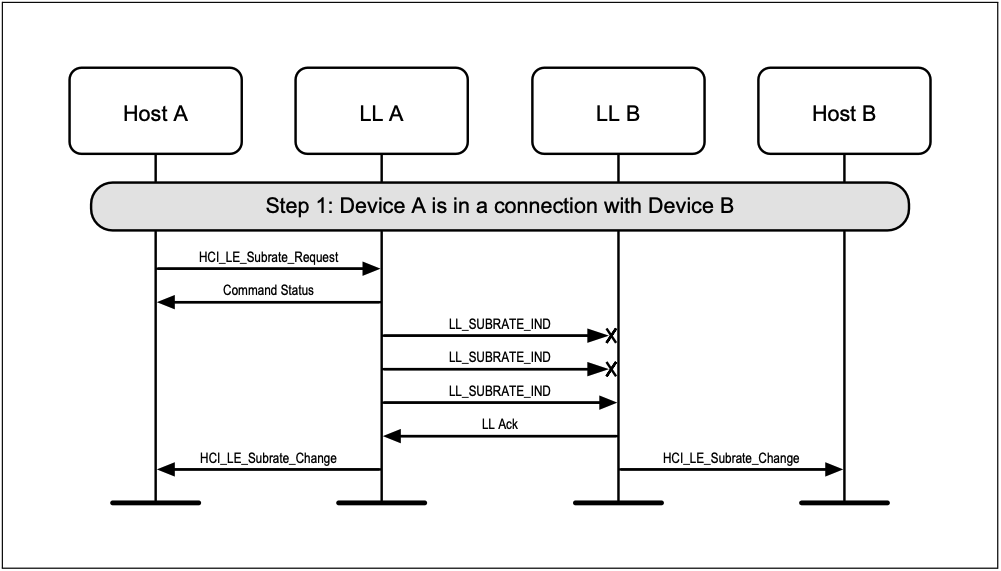 Host A
LL A
LL B
Host B
Step 1: Device A is in a connection with Device B
HCI_LE_Subrate_Request
Command Status
LL_SUBRATE_IND
LL_SUBRATE_IND
LL_SUBRATE_IND
LL Ack
HCI_LE_Subrate_Change
HCI_LE_Subrate_Change